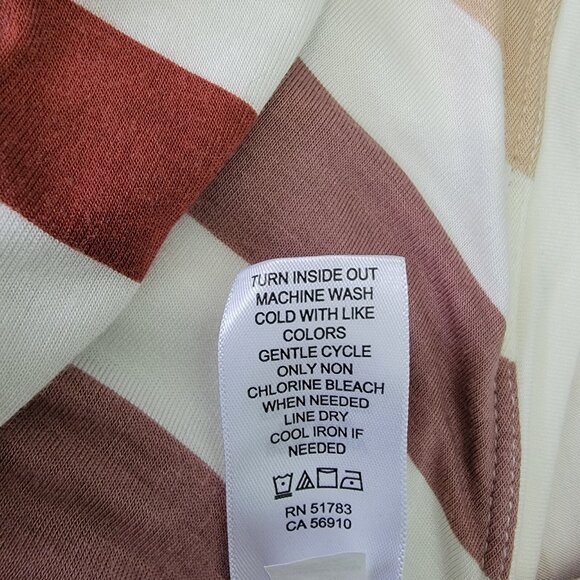 TURN INSIDE OUT
MACHINE WASH
COLD WITH LIKE
COLORS
GENTLE CYCLE
ONLY NON
CHLORINE BLEACH
WHEN NEEDED
LINE DRY
COOL IRON IF
NEEDED
RN 51783
CA 56910